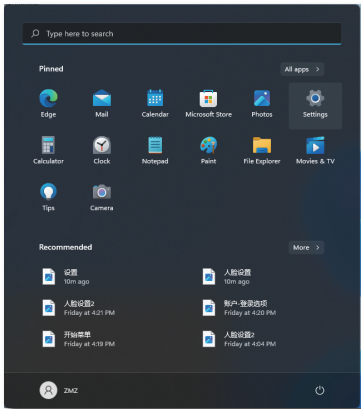 Type here to search
Pinned
All apps >
Edge
Mail
Calendar
Microsoft Store
Photos
Settings
Calculator
Clock
Notepad
Paint
File Explorer
Movies & TV
Tips
Camera
Recommended
More >
设置
10m ago
人脸设置
10m ago
人脸设置2
Friday at 4:21 PM
账户-登录选项
Friday at 4:20 PM
开始菜单
Friday at 4:19 PM
人脸设置2
Friday at 4:04 PM
ZMZ